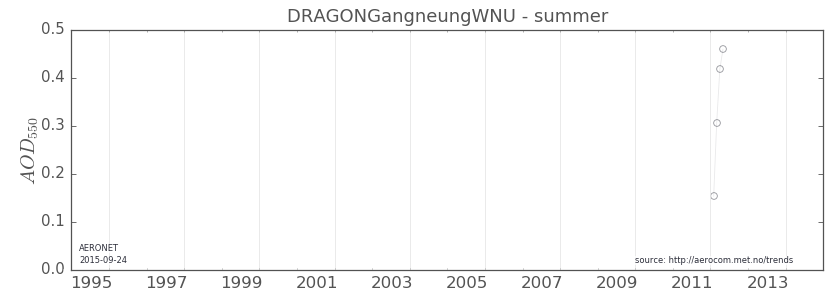 DRAGONGangneungWNU - summer
0.5
0.4
0.3
0.2
0.1
0.0
AOD550
AERONET
2015-09-24
source: http://aerocom.met.no/trends
1995 1997 1999 2001 2003 2005 2007 2009 2011 2013